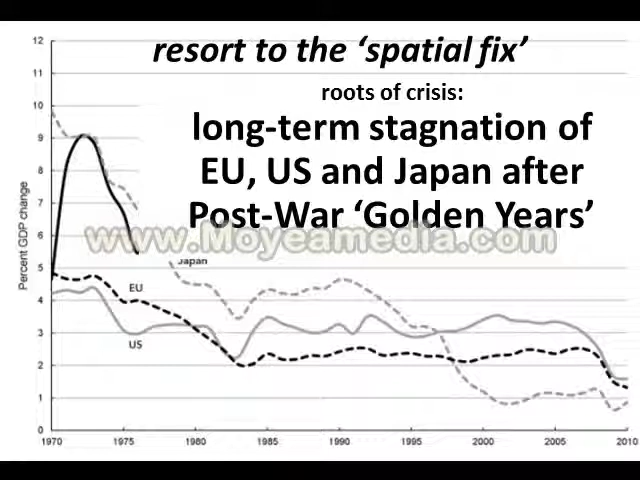 resort to the ‘spatial fix’
roots of crisis:
long-term stagnation of
EU, US and Japan after
Post-War ‘Golden Years’
www.Moyeamedia.com
Percent GDP change
12
11
10
9
8
7
6
5
4
3
2
1
0
Japan
EU
US
1970
1975
1980
1985
1990
1995
2000
2005
2010